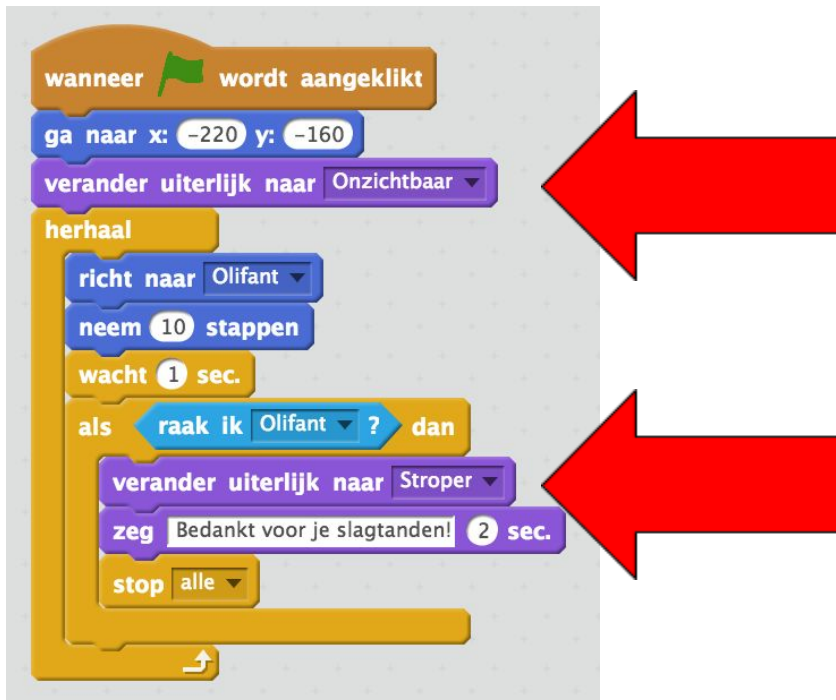 wanneer wordt aangeklikt
ga naar x: -220 y: -160
verander uiterlijk naar Onzichtbaar
herhaal
richt naar Olifant
neem 10 stappen
wacht 1 sec.
als raak ik Olifant ? dan
verander uiterlijk naar Stroper
zeg Bedankt voor je slagtanden! 2 sec.
stop alle